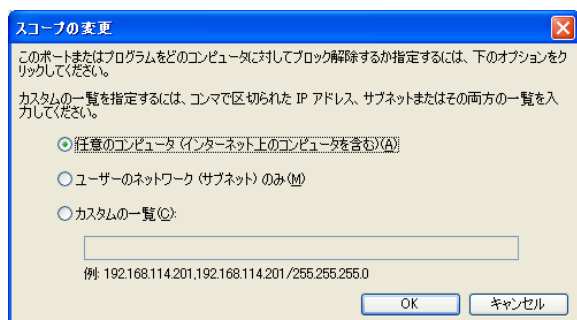 スコープの変更
このポートまたはプログラムをどのコンピュータに対してブロック解除するか指定するには、下のオプションをク
リックしてください。
カスタムの一覧を指定するには、コンマで区切られた IP アドレス、サブネットまたはその両方の一覧を入
力してください。
任意のコンピュータ (インターネット上のコンピュータを含む)(A)
ユーザーのネットワーク (サブネット) のみ(M)
カスタムの一覧(C):
例: 192.168.114.201,192.168.114.201/255.255.255.0
OK
キャンセル